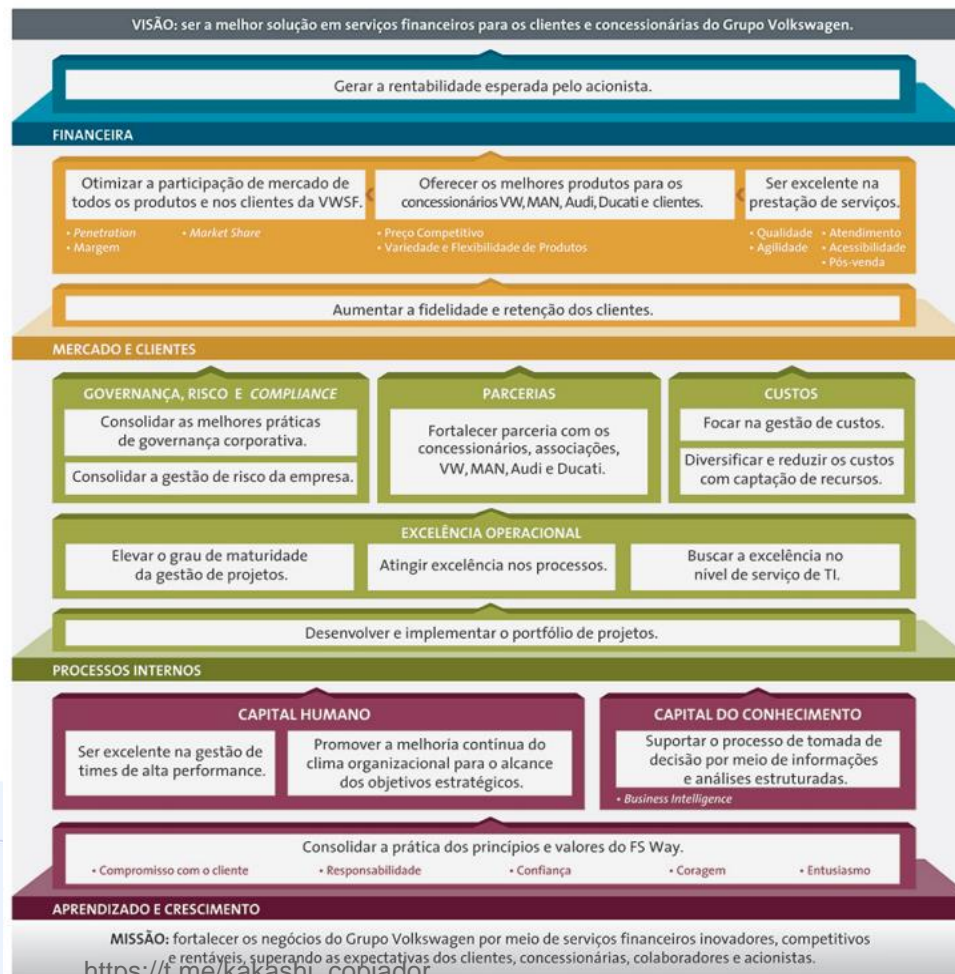 VISÃO: ser a melhor solução em serviços financeiros para os clientes e concessionárias do Grupo Volkswagen.
Gerar a rentabilidade esperada pelo acionista.
FINANCEIRA
Otimizar a participação de mercado de
todos os produtos e nos clientes da VWSF.
• Penetration • Market Share
• Margem
Oferecer os melhores produtos para os
concessionários VW, MAN, Audi, Ducati e clientes.
• Preço Competitivo
• Variedade e Flexibilidade de Produtos
Ser excelente na
prestação de serviços.
• Qualidade • Atendimento
• Agilidade • Acessibilidade
• Pós-venda
Aumentar a fidelidade e retenção dos clientes.
MERCADO E CLIENTES
GOVERNANÇA, RISCO E COMPLIANCE
Consolidar as melhores práticas
de governança corporativa.
Consolidar a gestão de risco da empresa.
PARCERIAS
Fortalecer parceria com os
concessionários, associações,
VW, MAN, Audi e Ducati.
CUSTOS
Focar na gestão de custos.
Diversificar e reduzir os custos
com captação de recursos.
EXCELÊNCIA OPERACIONAL
Elevar o grau de maturidade
da gestão de projetos.
Atingir excelência nos processos.
Buscar a excelência no
nível de serviço de TI.
Desenvolver e implementar o portfólio de projetos.
PROCESSOS INTERNOS
CAPITAL HUMANO
Ser excelente na gestão de
times de alta performance.
Promover a melhoria contínua do
clima organizacional para o alcance
dos objetivos estratégicos.
CAPITAL DO CONHECIMENTO
Suportar o processo de tomada de
decisão por meio de informações
e análises estruturadas.
• Business Intelligence
Consolidar a prática dos princípios e valores do FS Way.
• Compromisso com o cliente • Responsabilidade • Confiança • Coragem • Entusiasmo
APRENDIZADO E CRESCIMENTO
MISSÃO: fortalecer os negócios do Grupo Volkswagen por meio de serviços financeiros inovadores, competitivos
e rentáveis, superando as expectativas dos clientes, concessionárias, colaboradores e acionistas.
https://t.me/kakashi_copiador